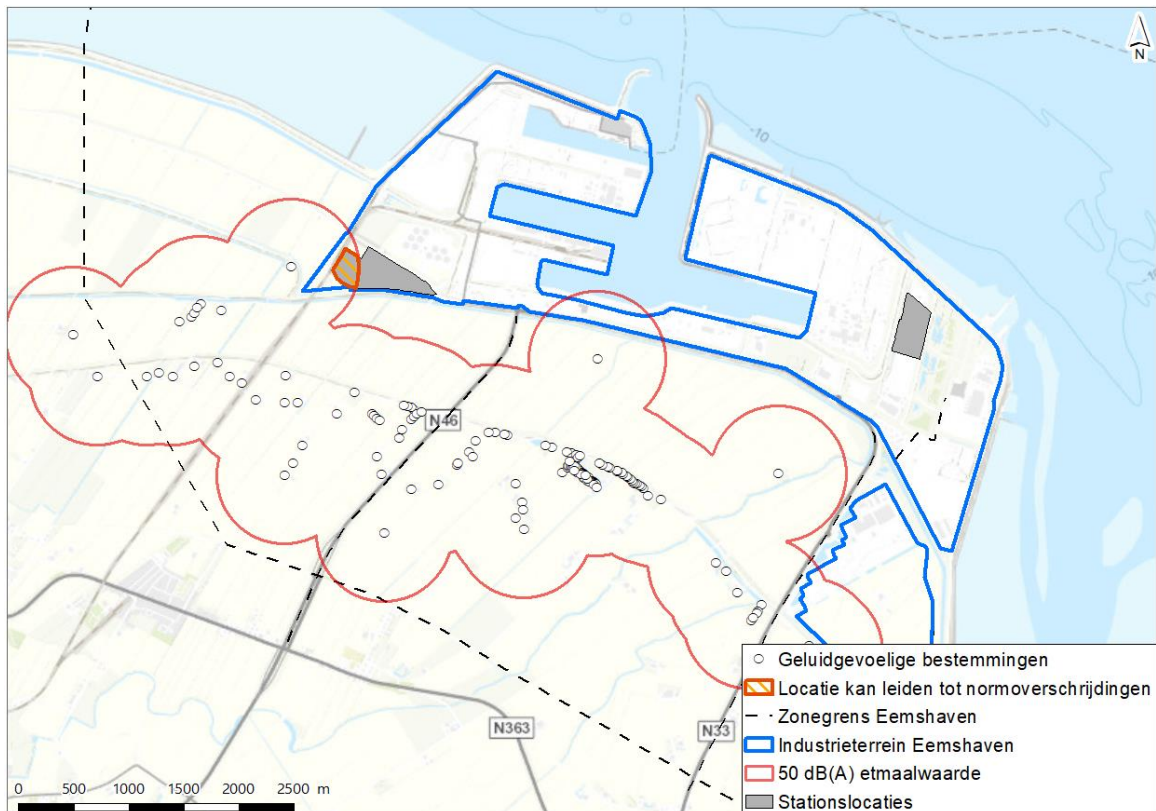 N
-10
-10
N46
N363
N33
Geluidgevoelige bestemmingen
Locatie kan leiden tot normoverschrijdingen
Zonegrens Eemshaven
Industrieterrein Eemshaven
50 dB(A) etmaalwaarde
Stationslocaties
0 500 1000 1500 2000 2500 m